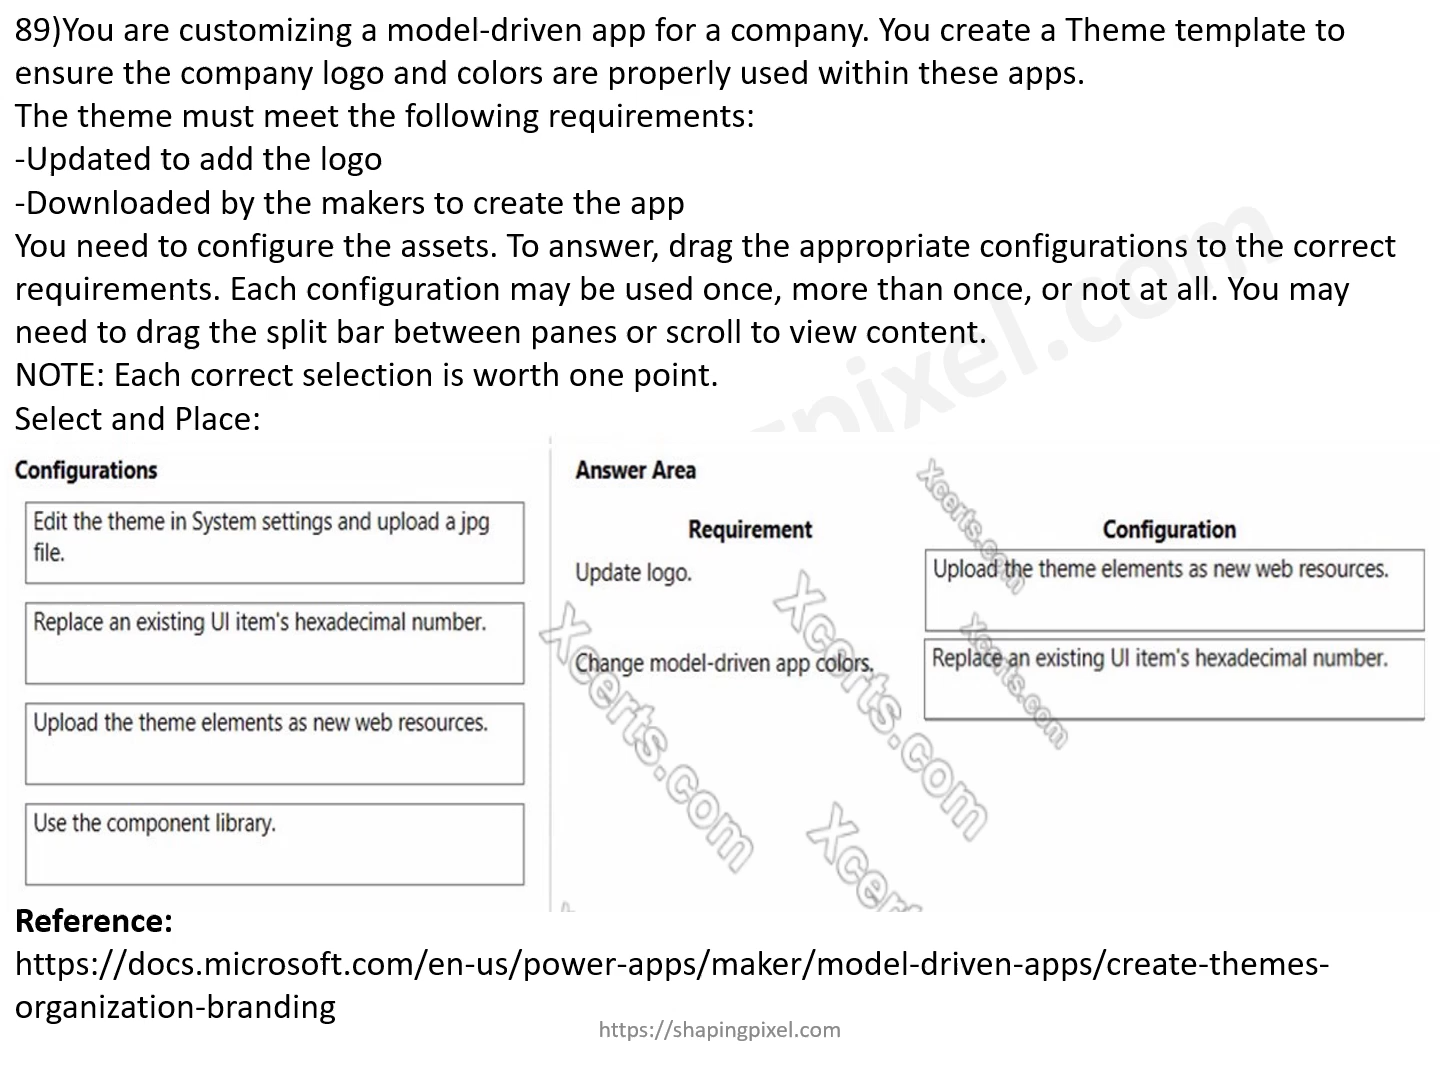 89)You are customizing a model-driven app for a company. You create a Theme template to
ensure the company logo and colors are properly used within these apps.
The theme must meet the following requirements:
-Updated to add the logo
-Downloaded by the makers to create the app
You need to configure the assets. To answer, drag the appropriate configurations to the correct
requirements. Each configuration may be used once, more than once, or not at all. You may
need to drag the split bar between panes or scroll to view content.
NOTE: Each correct selection is worth one point.
Select and Place:
Configurations
Edit the theme in System settings and upload a jpg
file.
Replace an existing UI item's hexadecimal number.
Upload the theme elements as new web resources.
Use the component library.
Answer Area
Requirement
Configuration
Update logo.
Upload the theme elements as new web resources.
Change model-driven app colors.
Replace an existing UI item's hexadecimal number.
Xcerts.com
Xcerts.com
Xcerts.com
Xcerts.com
Reference:
https://docs.microsoft.com/en-us/power-apps/maker/model-driven-apps/create-themes-
organization-branding
https://shapingpixel.com